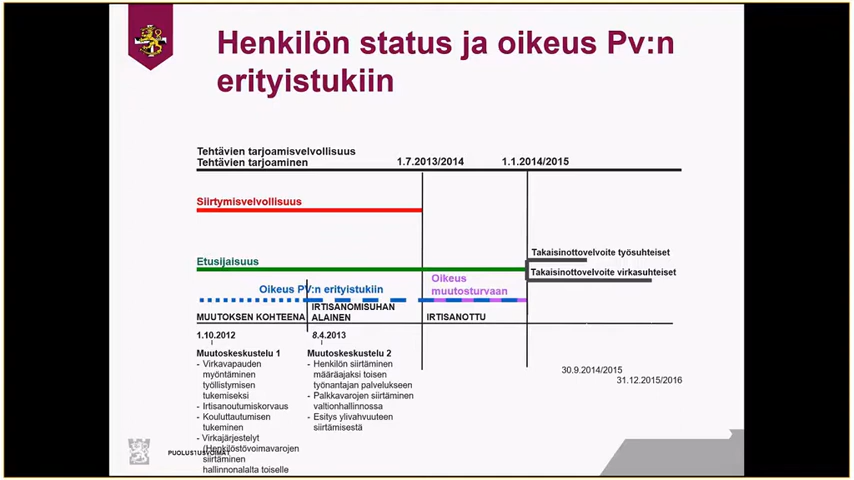 Henkilön status ja oikeus Pv:n
erityistukiin
Tehtävien tarjoamisvelvollisuus
Tehtävien tarjoaminen
1.7.2013/2014
1.1.2014/2015
Siirtymisvelvollisuus
Takaisinottovelvoite työsuhteiset
Etusijaisuus
Takaisinottovelvoite virkasuhteiset
Oikeus PV:n erityistukiin
Oikeus
muutosturvaan
MUUTOKSEN KOHTEENA
IRTISANOMISUHAN
ALAINEN
IRTISANOTTU
1.10.2012
8.4.2013
Muutoskeskustelu 1
- Virkavapauden
myöntäminen
työllistymisen
tukemiseksi
- Irtisanoutumiskorvaus
- Kouluttautumisen
tukeminen
- Virkajärjestelyt
(Henkilöstövoimavarojen
siirtäminen
hallinnonalalta toiselle
Muutoskeskustelu 2
- Henkilön siirtäminen
määräajaksi toisen
työnantajan palvelukseen
- Palkkavarojen siirtäminen
valtionhallinnossa
- Esitys ylivahvuuteen
siirtämisestä
30.9.2014/2015
31.12.2015/2016
PUOLUSTUSVOIMAT